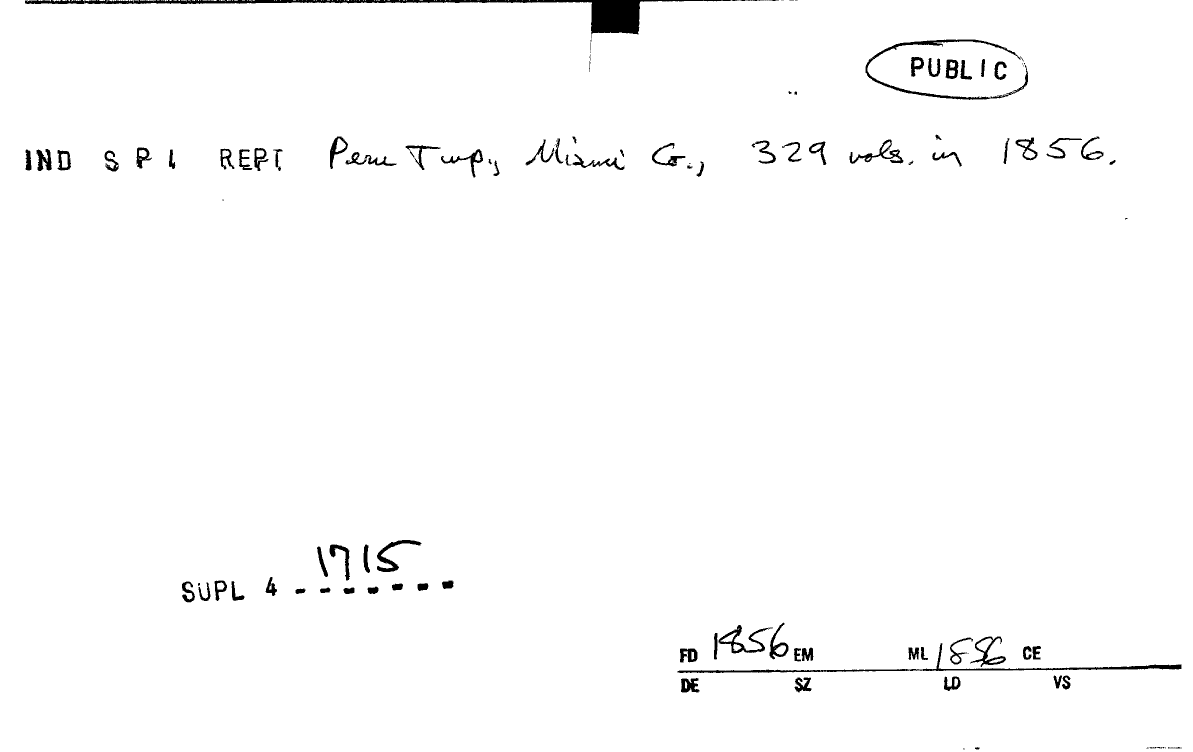 PUBLIC
IND S P I REPT Peru Twp., Miami Co., 329 vols. in 1856.
SUPL 4 1715
FD 1856 EM ML 1856 CE
DE SZ LD VS